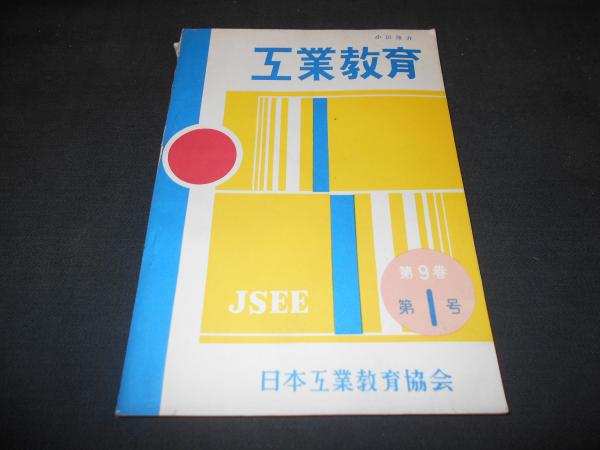 工業教育
JSEE
第9巻
第1号
日本工業教育協会